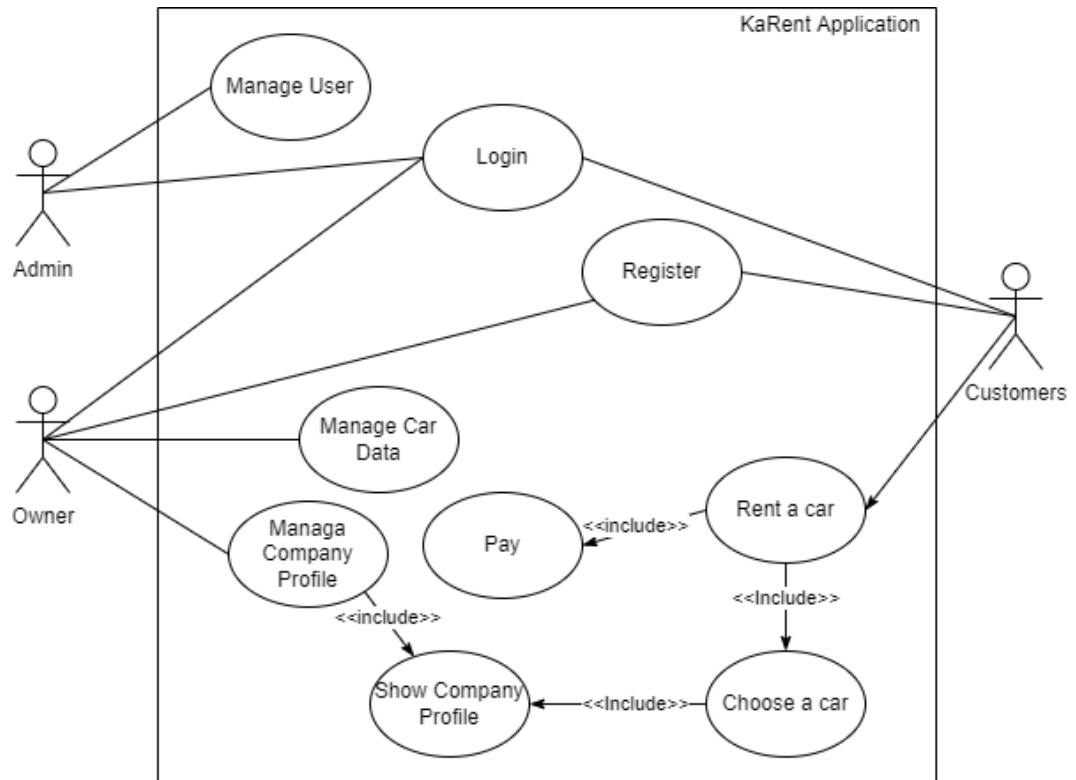 KaRent Application
Manage User
Login
Admin
Register
Customers
Manage Car
Data
Owner
Managa
Company
Profile
Pay
<<include>>
Rent a car
<<include>>
<<Include>>
Show Company
Profile
<<Include>>
Choose a car